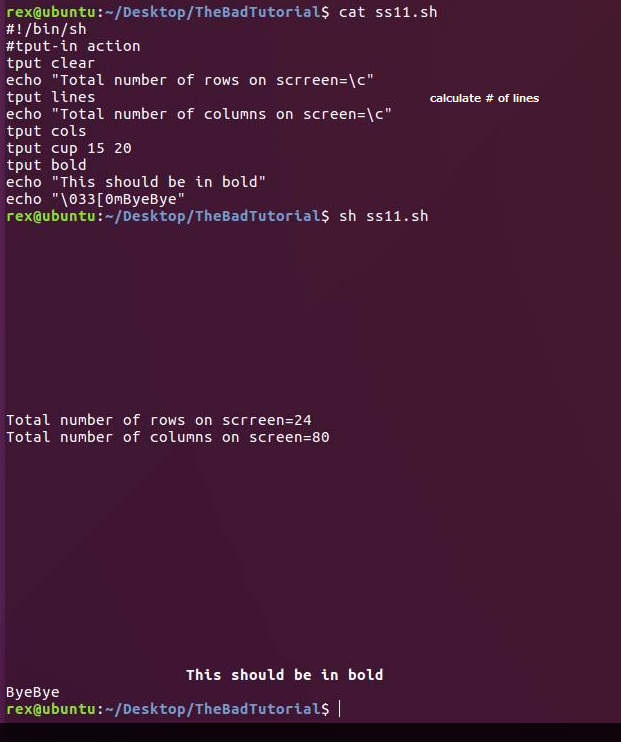 rex@ubuntu:~/Desktop/TheBadTutorial$ cat ss11.sh
#!/bin/sh
#tput-in action
tput clear
echo "Total number of rows on scrreen=\c"
tput lines
calculate # of lines
echo "Total number of columns on screen=\c"
tput cols
tput cup 15 20
tput bold
echo "This should be in bold"
echo "\033[0mByeBye"
rex@ubuntu:~/Desktop/TheBadTutorial$ sh ss11.sh
Total number of rows on scrreen=24
Total number of columns on screen=80
This should be in bold
ByeBye
rex@ubuntu:~/Desktop/TheBadTutorial$